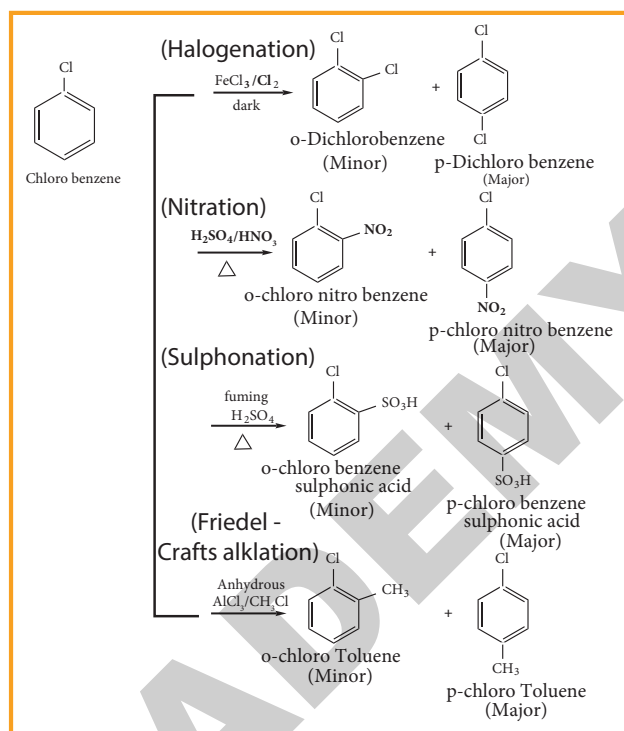 Cl
Chloro benzene
(Halogenation)
FeCl3/Cl2
dark
Cl
Cl
o-Dichlorobenzene
(Minor)
+
Cl
Cl
p-Dichloro benzene
(Major)
(Nitration)
H2SO4/HNO3
△
Cl
NO2
o-chloro nitro benzene
(Minor)
+
Cl
NO2
p-chloro nitro benzene
(Major)
(Sulphonation)
fuming
H2SO4
△
Cl
SO3H
o-chloro benzene
sulphonic acid
(Minor)
+
Cl
SO3H
p-chloro benzene
sulphonic acid
(Major)
(Friedel -
Crafts alklation)
Anhydrous
AlCl3/CH3Cl
Cl
CH3
o-chloro Toluene
(Minor)
+
Cl
CH3
p-chloro Toluene
(Major)
ADEMY